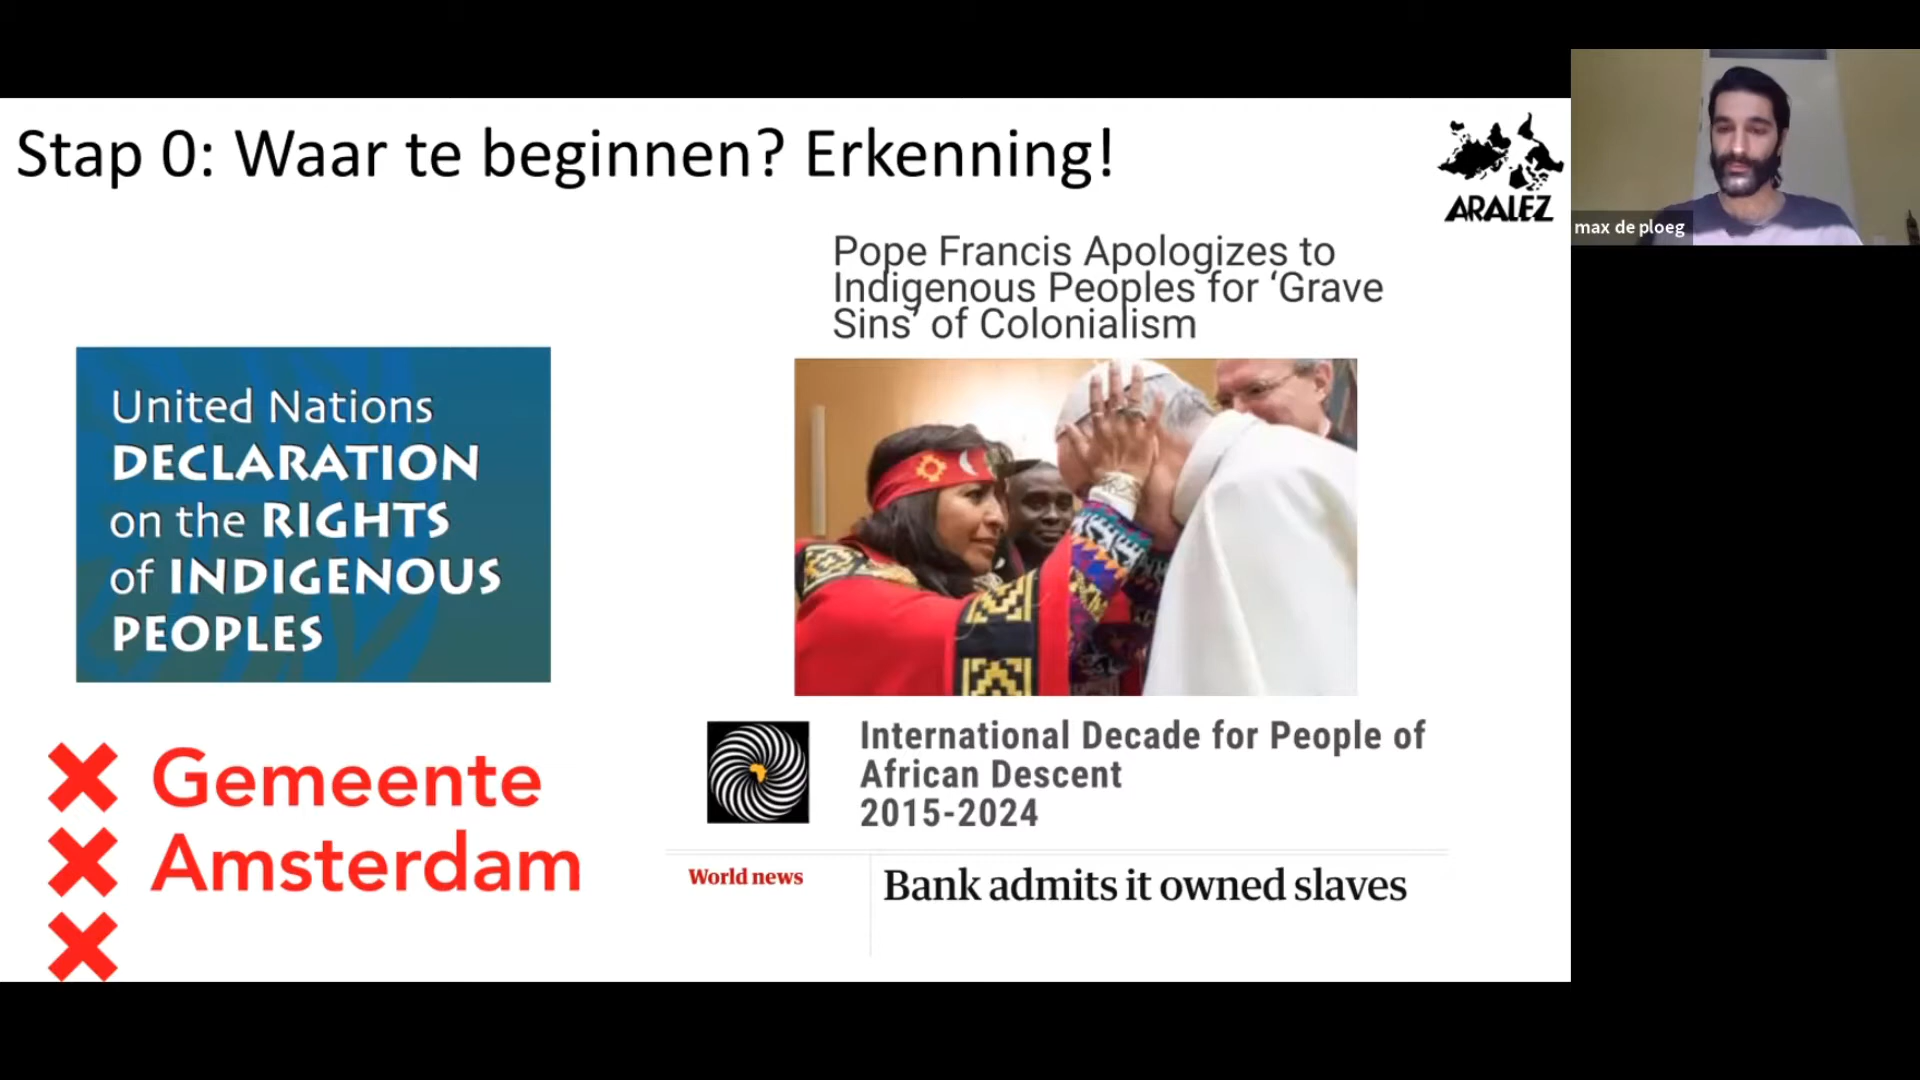 Stap 0: Waar te beginnen? Erkenning!
ARALEZ
max de ploeg
Pope Francis Apologizes to
Indigenous Peoples for ‘Grave
Sins’ of Colonialism
United Nations
DECLARATION
on the RIGHTS
of INDIGENOUS
PEOPLES
Gemeente
Amsterdam
International Decade for People of
African Descent
2015-2024
World news
Bank admits it owned slaves